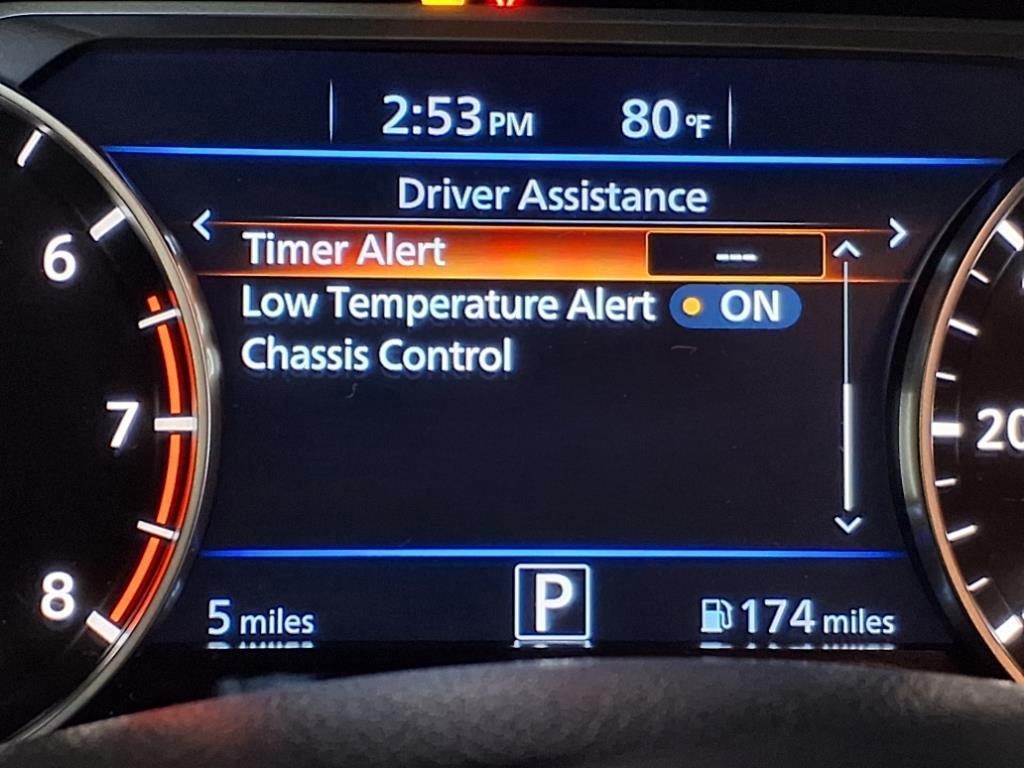 2:53 PM 80 °F
Driver Assistance
Timer Alert ---
Low Temperature Alert ON
Chassis Control
6
7
8
20
P
5 miles 174 miles